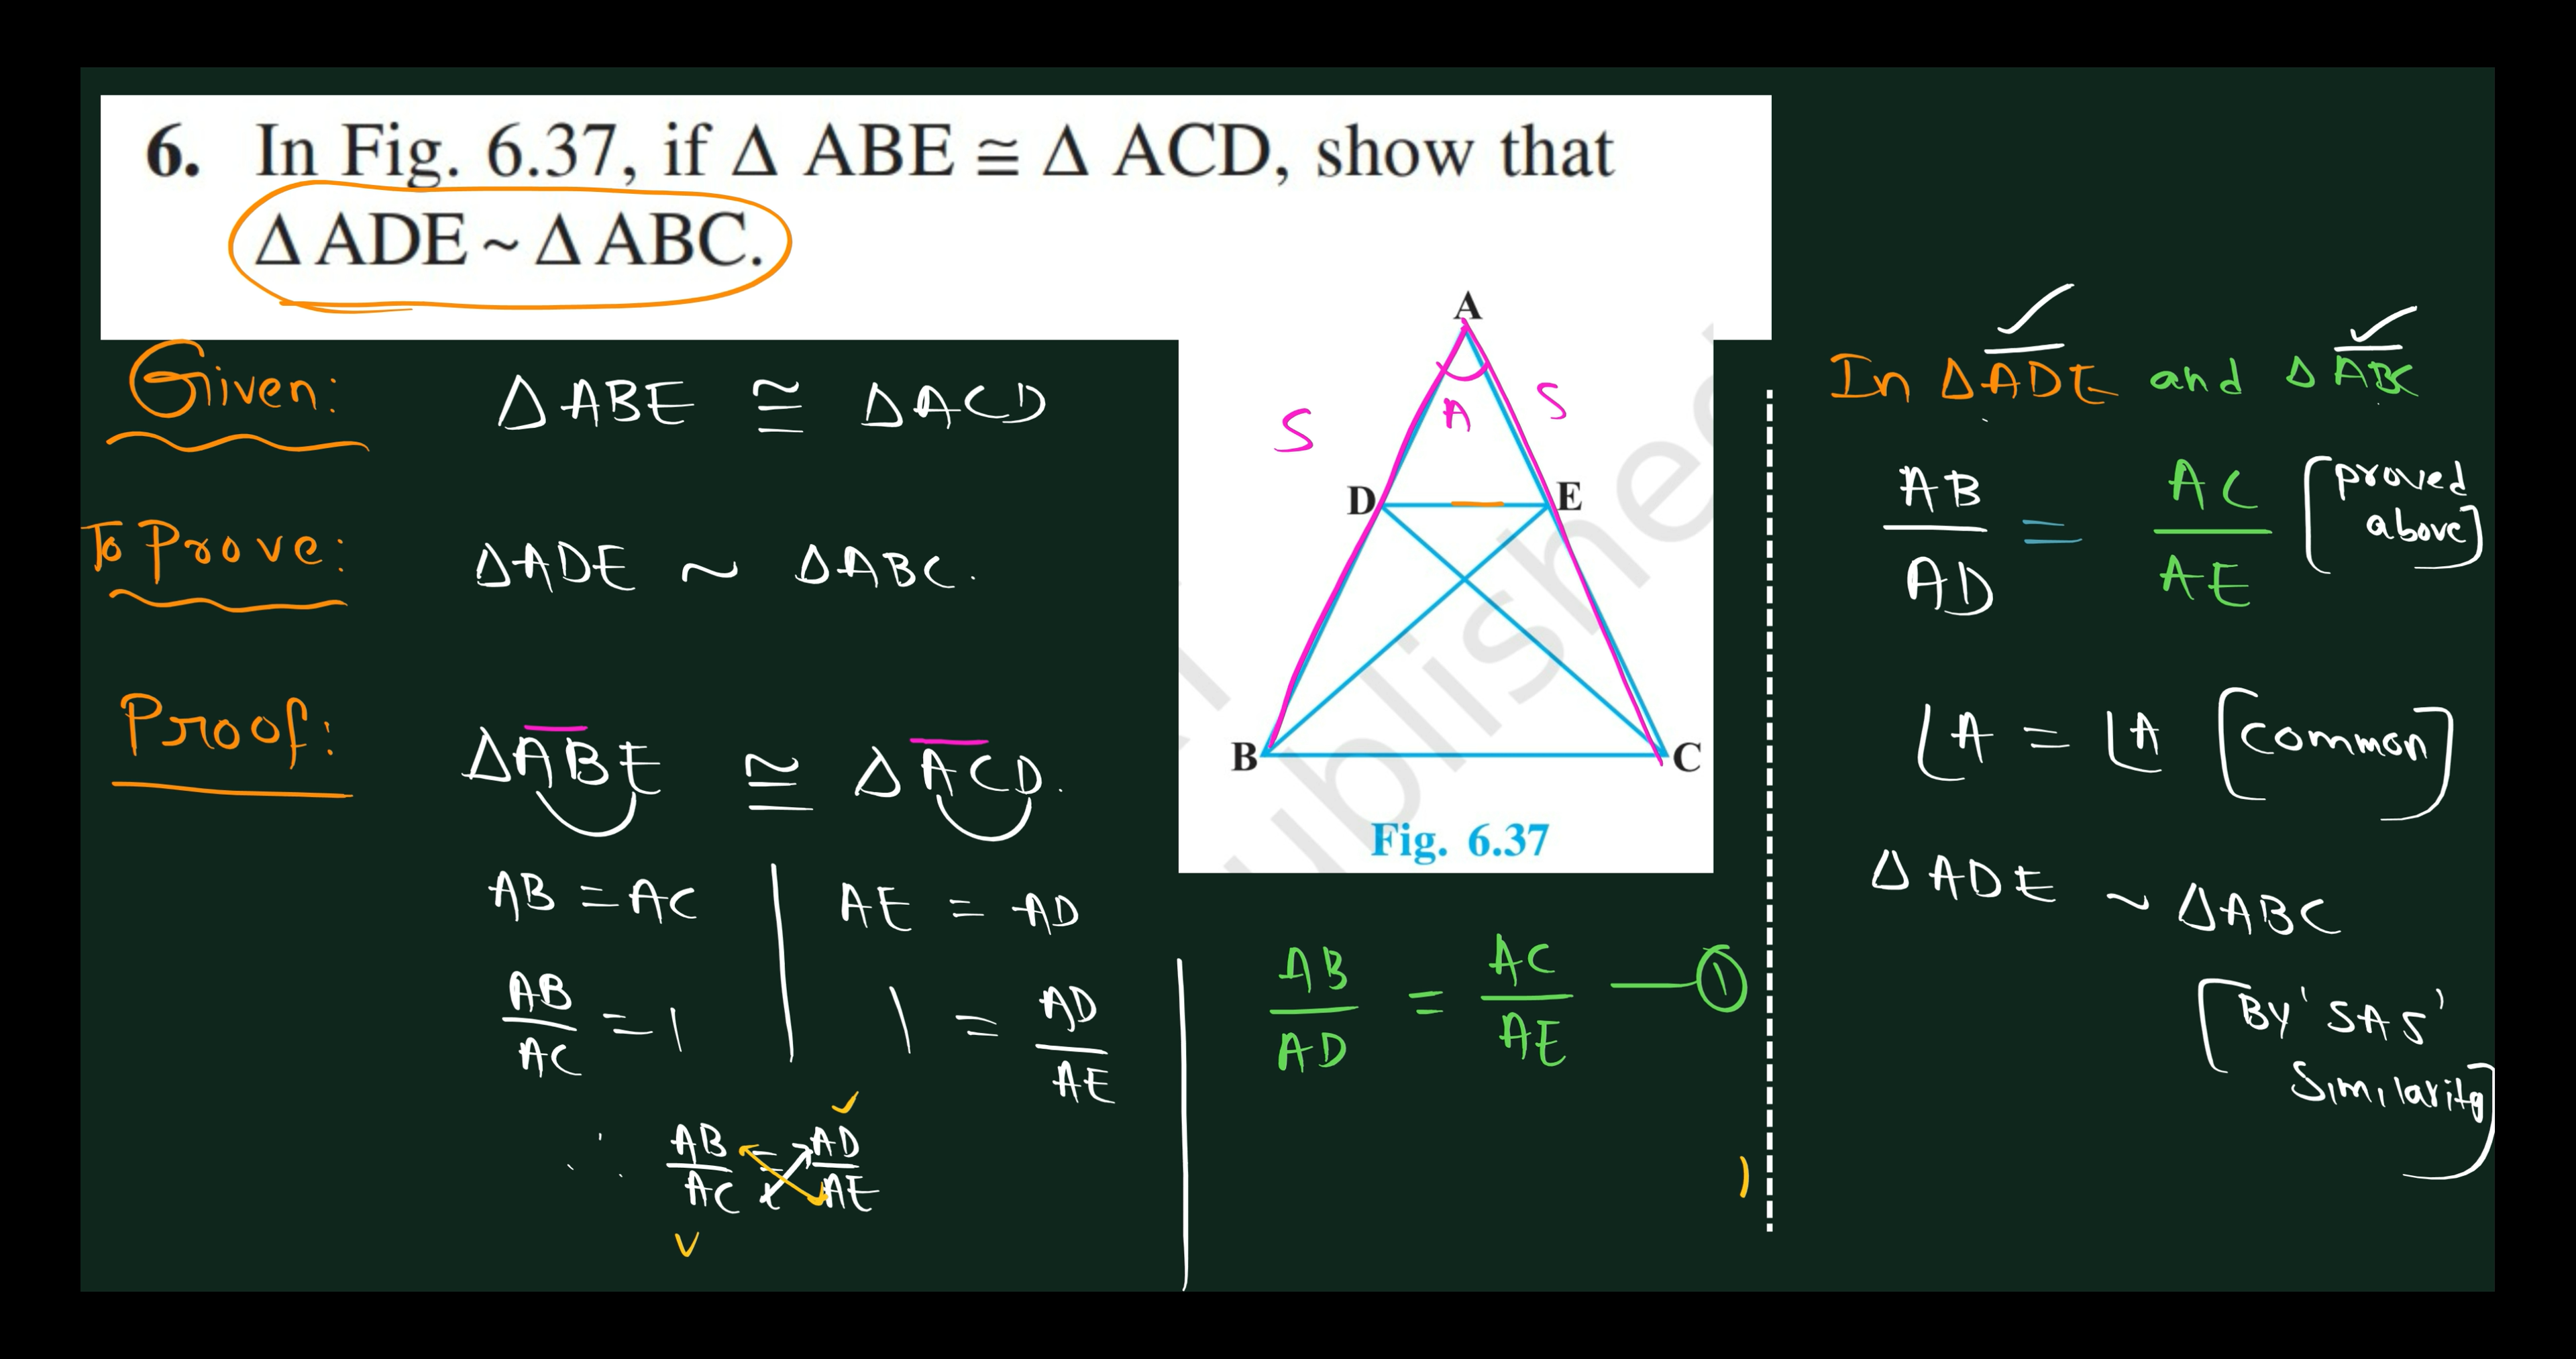 6. In Fig. 6.37, if Δ ABE ≅ Δ ACD, show that
Δ ADE ~ Δ ABC.
Given: ΔABE ≅ ΔACD
To Prove: ΔADE ~ ΔABC.
Proof: ΔABE ≅ ΔACD.
AB = AC | AE = AD
AB/AC = 1 | 1 = AD/AE
∴ AB/AC = AD/AE
A
S
S
A
D
E
B
C
Fig. 6.37
published
AB/AD = AC/AE — ①
In ΔADE and ΔABC
AB/AD = AC/AE [proved
above]
∠A = ∠A [common]
ΔADE ~ ΔABC
[By 'SAS'
Similarity]